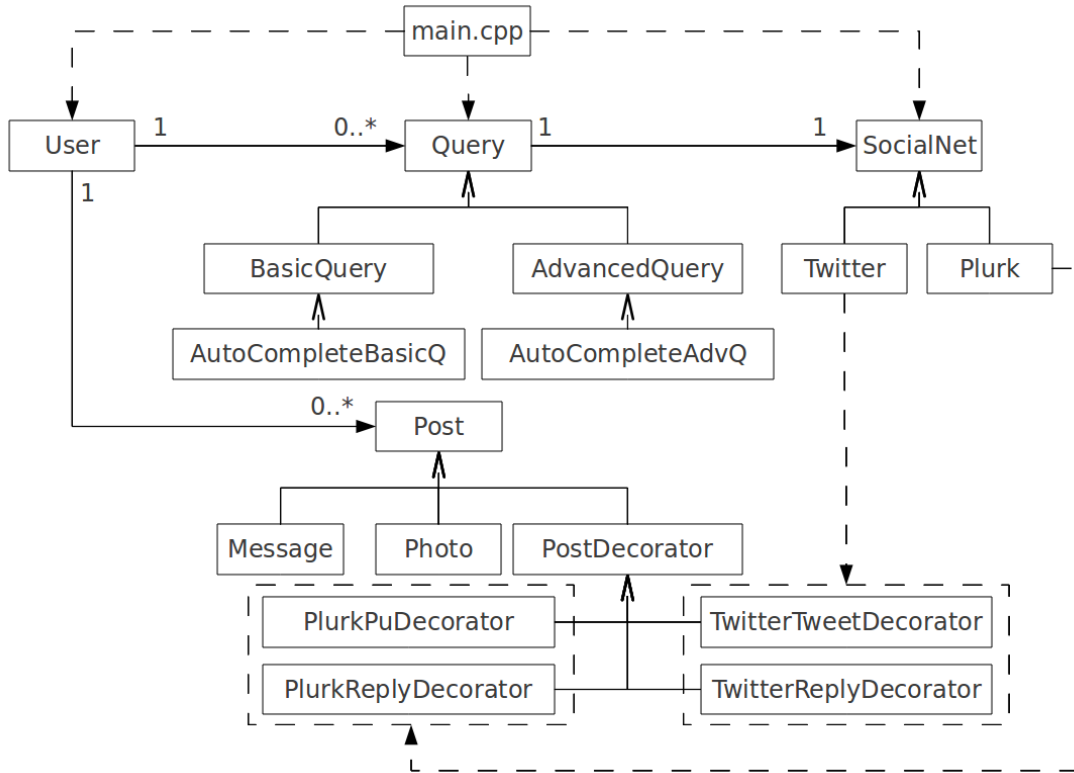 main.cpp
User
1
0..*
Query
1
1
SocialNet
1
BasicQuery
AdvancedQuery
Twitter
Plurk
AutoCompleteBasicQ
AutoCompleteAdvQ
0..*
Post
Message
Photo
PostDecorator
PlurkPuDecorator
TwitterTweetDecorator
PlurkReplyDecorator
TwitterReplyDecorator